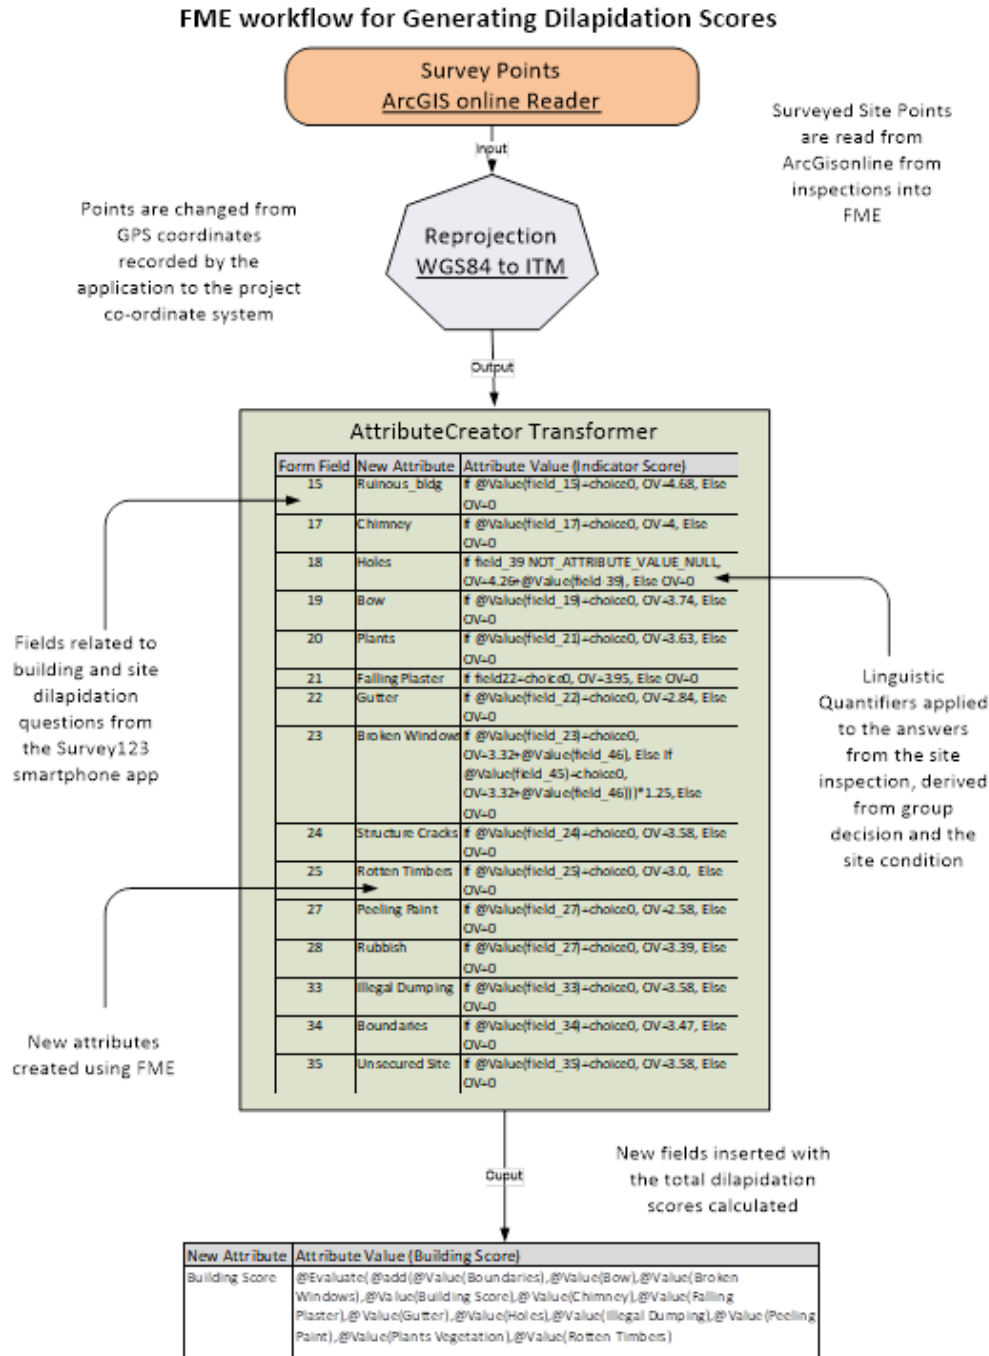 FME workflow for Generating Dilapidation Scores
Survey Points
ArcGIS online Reader
Surveyed Site Points
are read from
ArcGisonline from
inspections into
FME
Input
Points are changed from
GPS coordinates
recorded by the
application to the project
co-ordinate system
Reprojection
WGS84 to ITM
Output
AttributeCreator Transformer
Form Field New Attribute Attribute Value (Indicator Score)
15 Ruinous_bldg If @Value(field_15)=choice0, OV=4.68, Else
OV=0
17 Chimney If @Value(field_17)=choice0, OV=4, Else
OV=0
18 Holes If field_39 NOT_ATTRIBUTE_VALUE_NULL,
OV=4.26+@Value(field-39), Else OV=0
19 Bow If @Value(field_19)=choice0, OV=3.74, Else
OV=0
20 Plants If @Value(field_21)=choice0, OV=3.63, Else
OV=0
21 Falling Plaster If field22=choice0, OV=3.95, Else OV=0
22 Gutter If @Value(field_22)=choice0, OV=2.84, Else
OV=0
23 Broken Windows If @Value(field_23)=choice0,
OV=3.32+@Value(field_46), Else If
@Value(field_45)=choice0,
OV=3.32+@Value(field_46)))*1.25, Else
OV=0
24 Structure Cracks If @Value(field_24)=choice0, OV=3.58, Else
OV=0
25 Rotten Timbers If @Value(field_25)=choice0, OV=3.0, Else
OV=0
27 Peeling Paint If @Value(field_27)=choice0, OV=2.58, Else
OV=0
28 Rubbish If @Value(field_27)=choice0, OV=3.39, Else
OV=0
33 Illegal Dumping If @Value(field_33)=choice0, OV=3.58, Else
OV=0
34 Boundaries If @Value(field_34)=choice0, OV=3.47, Else
OV=0
35 Unsecured Site If @Value(field_35)=choice0, OV=3.58, Else
OV=0
Fields related to
building and site
dilapidation
questions from
the Survey123
smartphone app
Linguistic
Quantifiers applied
to the answers
from the site
inspection, derived
from group
decision and the
site condition
New attributes
created using FME
Ouput
New fields inserted with
the total dilapidation
scores calculated
New Attribute Attribute Value (Building Score)
Building Score @Evaluate(@add(@Value(Boundaries),@Value(Bow),@Value(Broken
Windows),@Value(Building Score),@Value(Chimney),@Value(Falling
Plaster),@Value(Gutter),@Value(Holes),@Value(Illegal Dumping),@Value(Peeling
Paint),@Value(Plants Vegetation),@Value(Rotten Timbers)